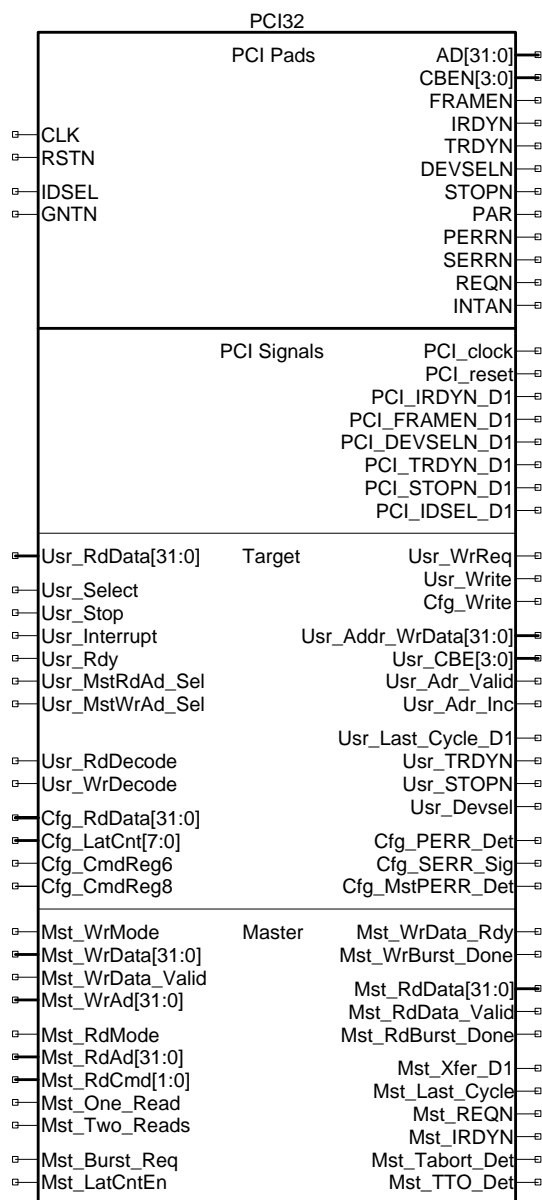 PCI32
PCI Pads AD[31:0]
CBEN[3:0]
FRAMEN
IRDYN
CLK TRDYN
RSTN DEVSELN
IDSEL STOPN
GNTN PAR
PERRN
SERRN
REQN
INTAN
PCI Signals PCI_clock
PCI_reset
PCI_IRDYN_D1
PCI_FRAMEN_D1
PCI_DEVSELN_D1
PCI_TRDYN_D1
PCI_STOPN_D1
PCI_IDSEL_D1
Usr_RdData[31:0] Target Usr_WrReq
Usr_Select Usr_Write
Usr_Stop Cfg_Write
Usr_Interrupt Usr_Addr_WrData[31:0]
Usr_Rdy Usr_CBE[3:0]
Usr_MstRdAd_Sel Usr_Adr_Valid
Usr_MstWrAd_Sel Usr_Adr_Inc
Usr_Last_Cycle_D1
Usr_RdDecode Usr_TRDYN
Usr_WrDecode Usr_STOPN
Usr_Devsel
Cfg_RdData[31:0]
Cfg_LatCnt[7:0] Cfg_PERR_Det
Cfg_CmdReg6 Cfg_SERR_Sig
Cfg_CmdReg8 Cfg_MstPERR_Det
Mst_WrMode Master Mst_WrData_Rdy
Mst_WrData[31:0] Mst_WrBurst_Done
Mst_WrData_Valid
Mst_WrAd[31:0] Mst_RdData[31:0]
Mst_RdData_Valid
Mst_RdMode Mst_RdBurst_Done
Mst_RdAd[31:0]
Mst_RdCmd[1:0] Mst_Xfer_D1
Mst_One_Read Mst_Last_Cycle
Mst_Two_Reads Mst_REQN
Mst_IRDYN
Mst_Burst_Req Mst_Tabort_Det
Mst_LatCntEn Mst_TTO_Det